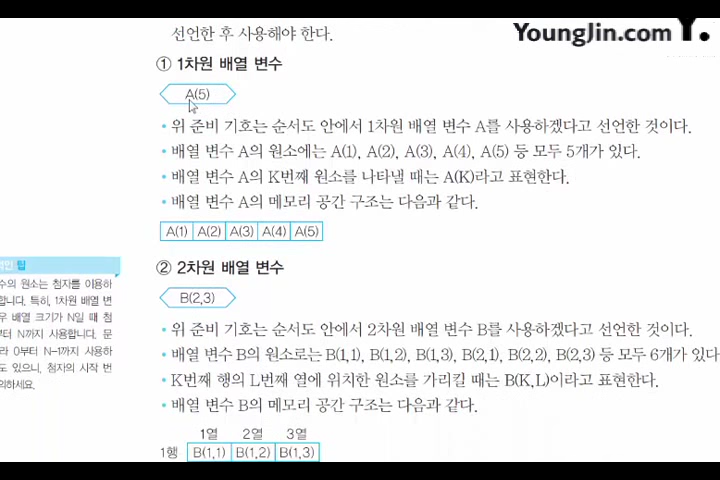 선언한 후 사용해야 한다.
YoungJin.com Y.
① 1차원 배열 변수
A(5)
• 위 준비 기호는 순서도 안에서 1차원 배열 변수 A를 사용하겠다고 선언한 것이다.
• 배열 변수 A의 원소에는 A(1), A(2), A(3), A(4), A(5) 등 모두 5개가 있다.
• 배열 변수 A의 K번째 원소를 나타낼 때는 A(K)라고 표현한다.
• 배열 변수 A의 메모리 공간 구조는 다음과 같다.
A(1) A(2) A(3) A(4) A(5)
팁
수의 원소는 첨자를 이용하
합니다. 특히, 1차원 배열 변
우 배열 크기가 N일 때 첨
부터 N까지 사용합니다. 문
라 0부터 N-1까지 사용하
도 있으니, 첨자의 시작 번
의하세요.
② 2차원 배열 변수
B(2,3)
• 위 준비 기호는 순서도 안에서 2차원 배열 변수 B를 사용하겠다고 선언한 것이다.
• 배열 변수 B의 원소로는 B(1,1), B(1,2), B(1,3), B(2,1), B(2,2), B(2,3) 등 모두 6개가 있다
• K번째 행의 L번째 열에 위치한 원소를 가리킬 때는 B(K,L)이라고 표현한다.
• 배열 변수 B의 메모리 공간 구조는 다음과 같다.
1열 2열 3열
1행 B(1,1) B(1,2) B(1,3)